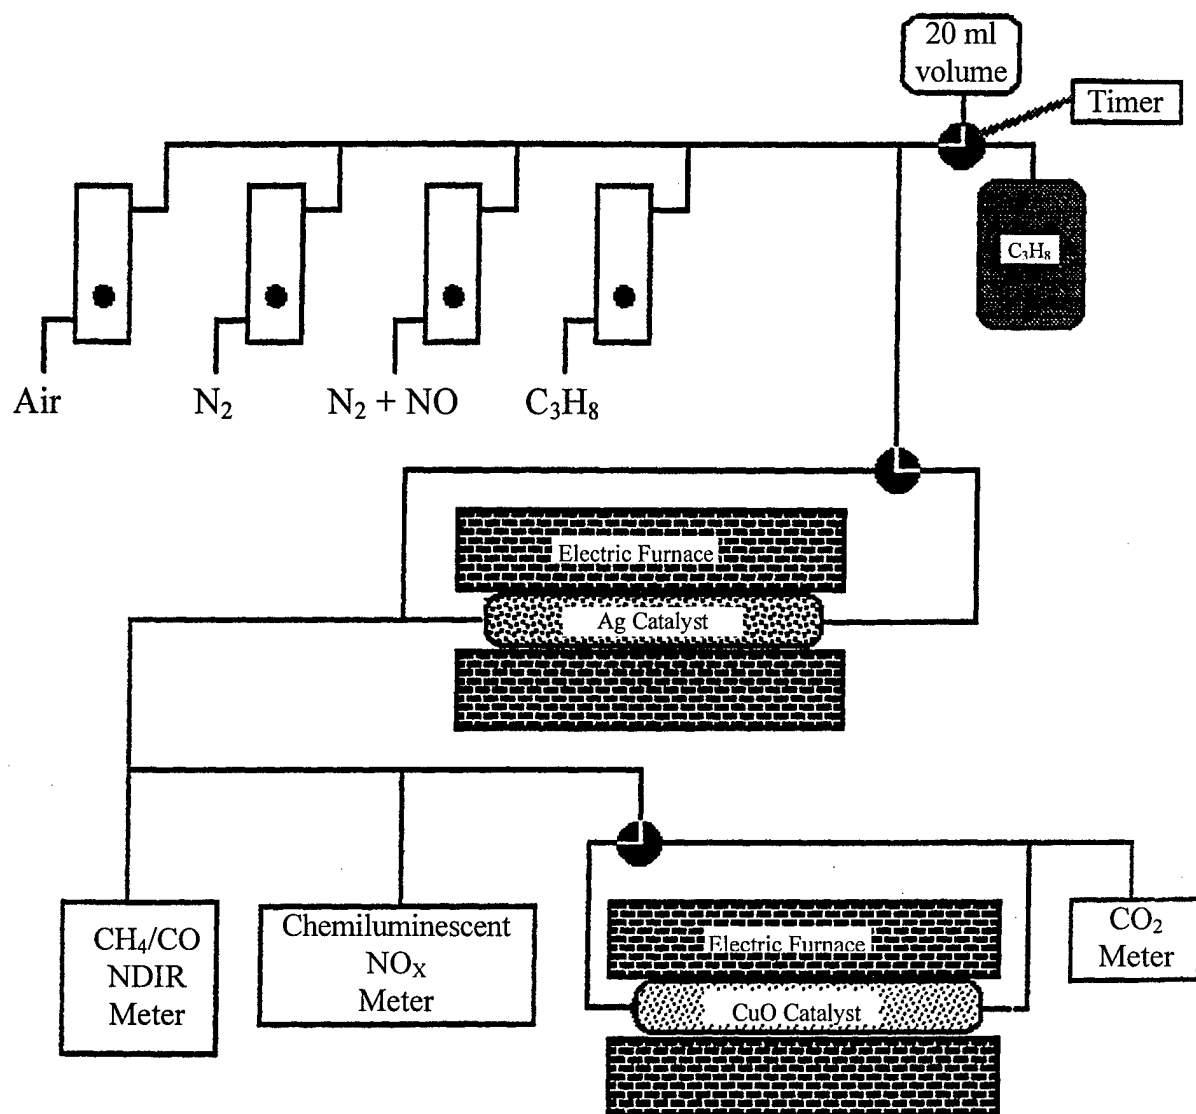 20 ml
volume
Timer
C₃H₈
Air
N₂
N₂ + NO
C₃H₈
Electric Furnace
Ag Catalyst
CH₄/CO
NDIR
Meter
Chemiluminescent
NOₓ
Meter
Electric Furnace
CuO Catalyst
CO₂
Meter